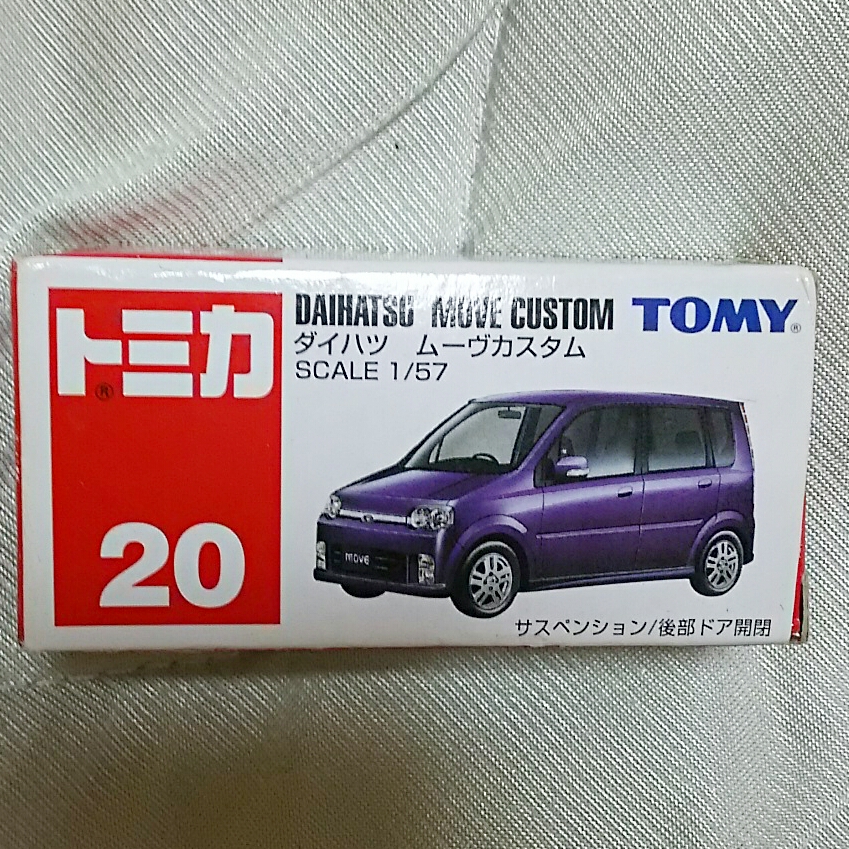 トミカ®
20
DAIHATSU MOVE CUSTOM
TOMY®
ダイハツ ムーヴカスタム
SCALE 1/57
MOVE
サスペンション/後部ドア開閉